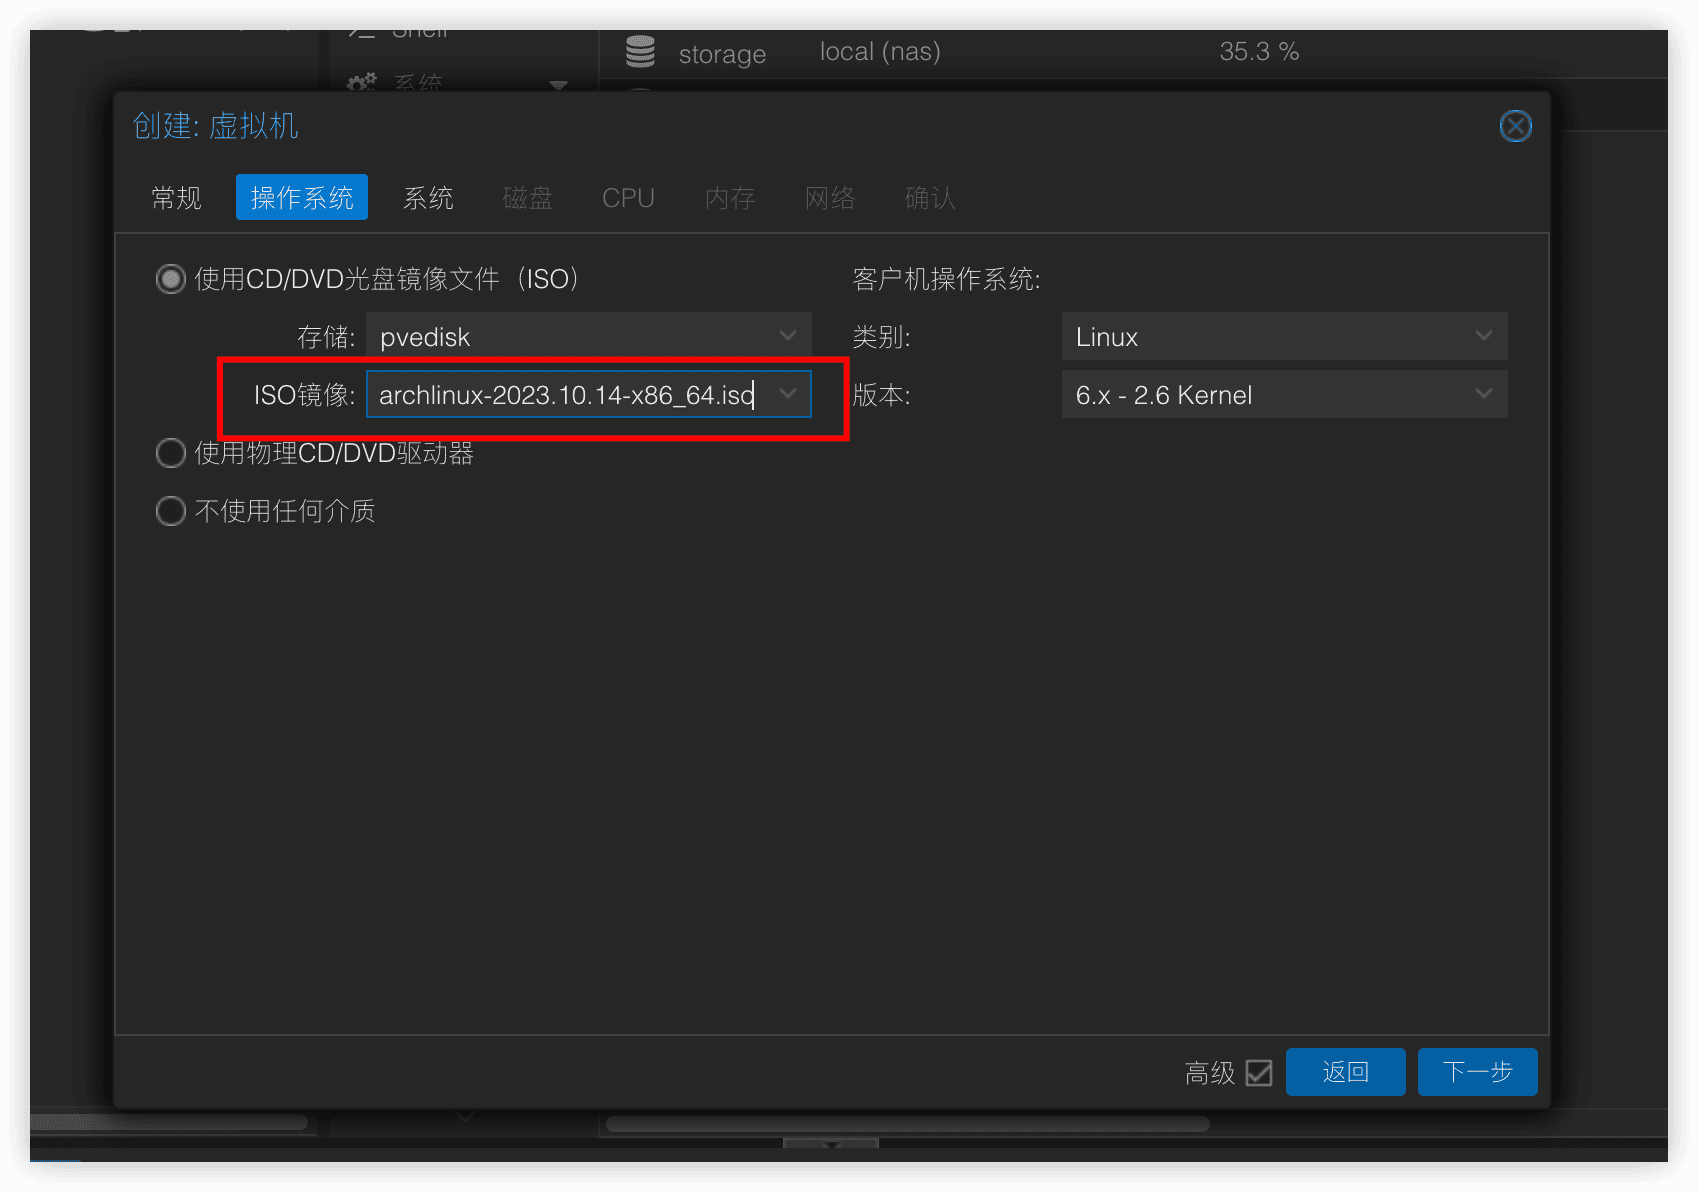 Shell
系统
storage local (nas) 35.3 %
创建: 虚拟机
常规 操作系统 系统 磁盘 CPU 内存 网络 确认
使用CD/DVD光盘镜像文件（ISO） 客户机操作系统:
存储: pvedisk 类别: Linux
ISO镜像: archlinux-2023.10.14-x86_64.iso 版本: 6.x - 2.6 Kernel
使用物理CD/DVD驱动器
不使用任何介质
高级 返回 下一步